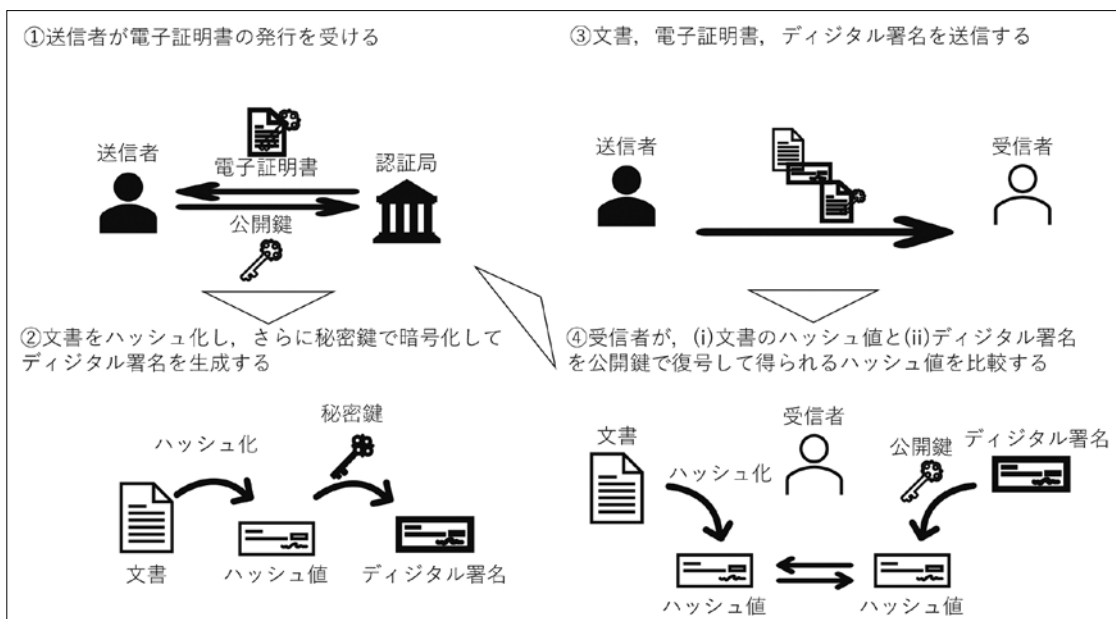 ①送信者が電子証明書の発行を受ける
送信者
電子証明書
認証局
公開鍵
②文書をハッシュ化し，さらに秘密鍵で暗号化して
ディジタル署名を生成する
秘密鍵
ハッシュ化
文書
ハッシュ値
ディジタル署名
③文書，電子証明書，ディジタル署名を送信する
送信者
受信者
④受信者が，(i)文書のハッシュ値と(ii)ディジタル署名
を公開鍵で復号して得られるハッシュ値を比較する
文書
受信者
公開鍵
ディジタル署名
ハッシュ化
ハッシュ値
ハッシュ値